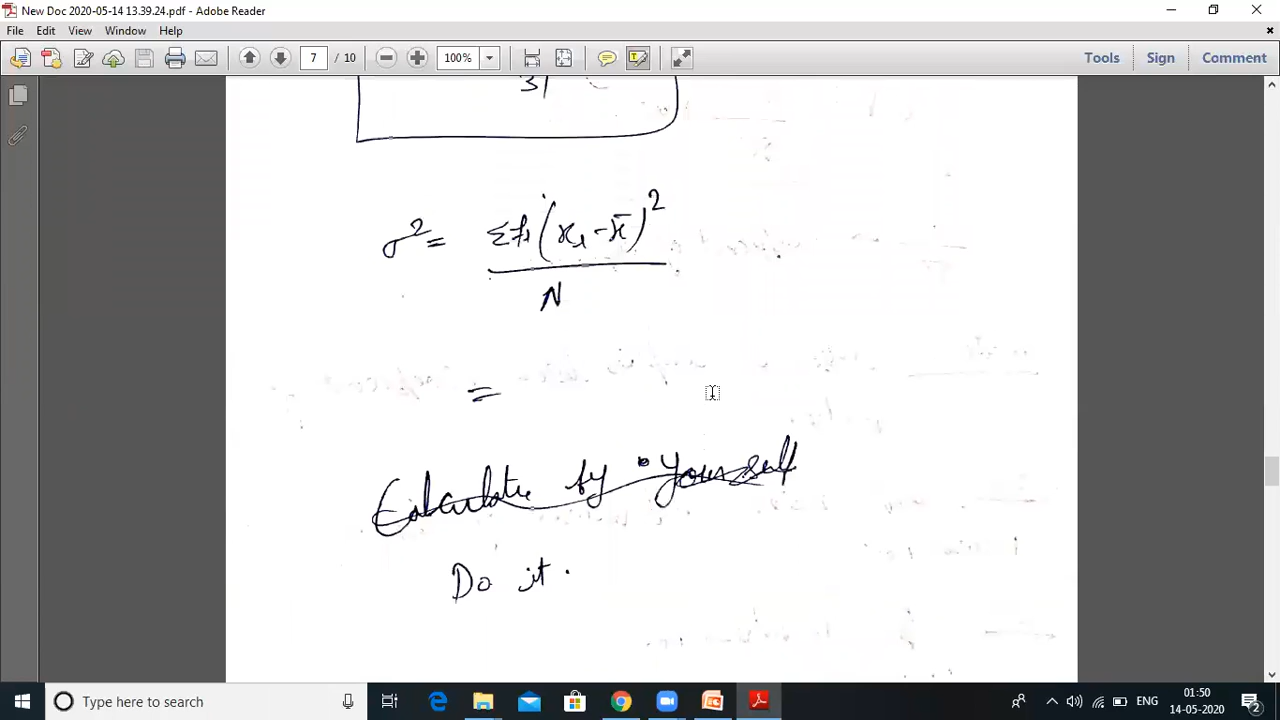 New Doc 2020-05-14 13.39.24.pdf - Adobe Reader
File Edit View Window Help
7 / 10 100% Tools Sign Comment
31
σ² = Σfi(xi - x̄)²
N
=
Calculate by yourself
Do it.
Type here to search
ENG 01:50
14-05-2020
2